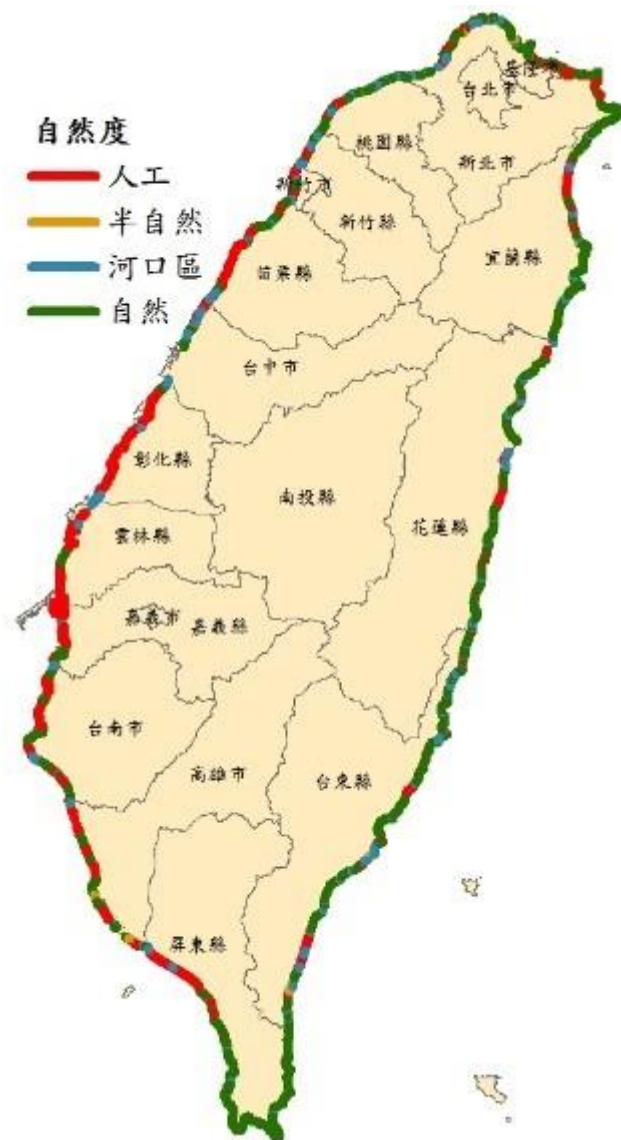 自然度
人工
半自然
河口區
自然
基隆市
台北市
桃園縣
新北市
新竹市
新竹縣
宜蘭縣
苗栗縣
台中市
彰化縣
南投縣
花蓮縣
雲林縣
嘉義市
嘉義縣
台南市
高雄市
台東縣
屏東縣